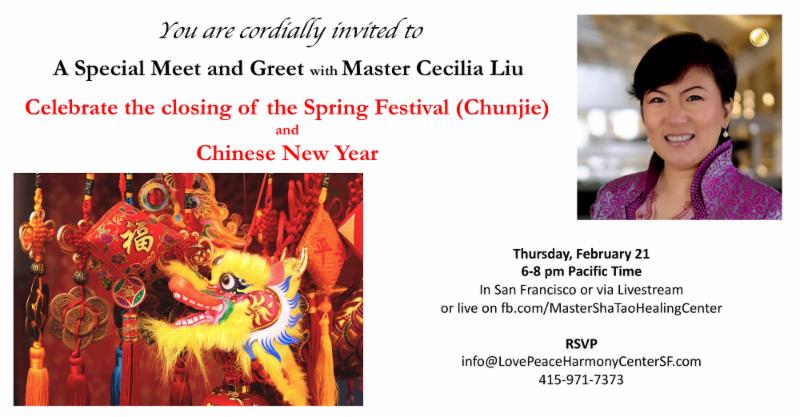 You are cordially invited to
A Special Meet and Greet with Master Cecilia Liu
Celebrate the closing of the Spring Festival (Chunjie)
and
Chinese New Year
福
平
Thursday, February 21
6-8 pm Pacific Time
In San Francisco or via Livestream
or live on fb.com/MasterShaTaoHealingCenter
RSVP
info@LovePeaceHarmonyCenterSF.com
415-971-7373